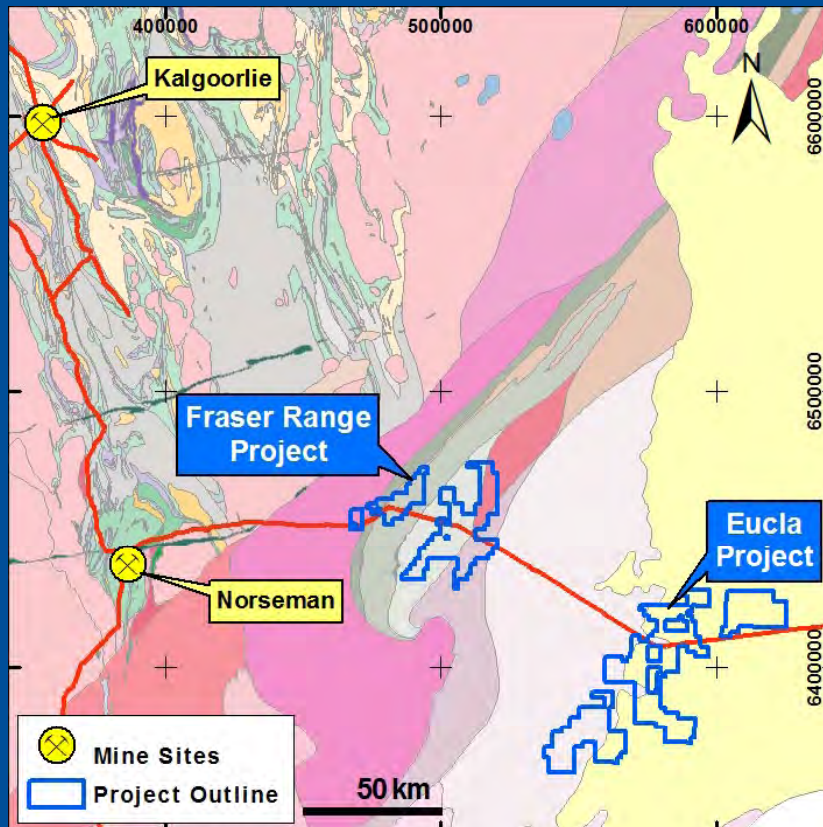 400000
500000
600000
Kalgoorlie
N
6600000
6500000
Fraser Range
Project
Eucla
Project
Norseman
6400000
Mine Sites
Project Outline
50 km